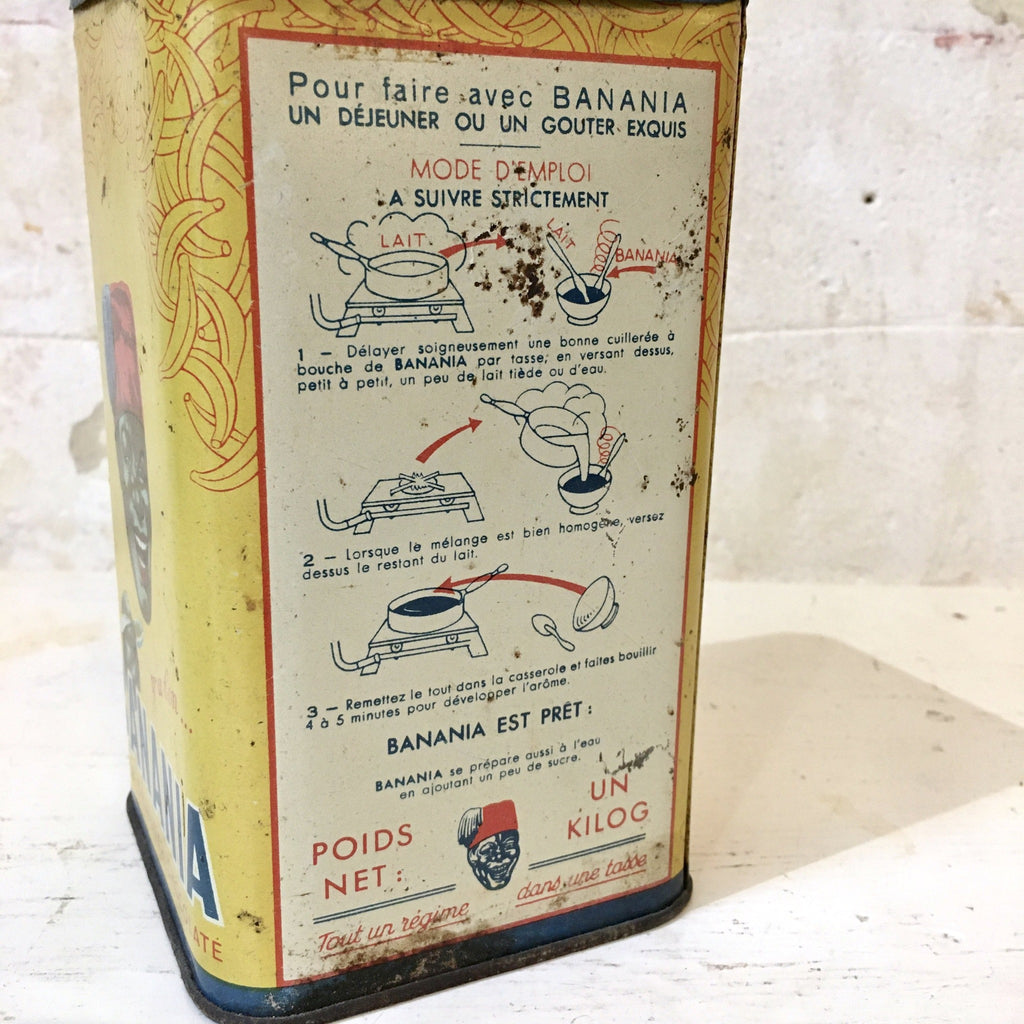 Pour faire avec BANANIA
UN DÉJEUNER OU UN GOUTER EXQUIS
MODE D'EMPLOI
A SUIVRE STRICTEMENT
LAIT
LAIT
BANANIA
1 – Délayer soigneusement une bonne cuillerée à
bouche de BANANIA par tasse, en versant dessus,
petit à petit, un peu de lait tiède ou d'eau.
2 – Lorsque le mélange est bien homogène, versez
dessus le restant du lait.
3 – Remettez le tout dans la casserole et faites bouillir
4 à 5 minutes pour développer l'arôme.
BANANIA EST PRÊT :
BANANIA se prépare aussi à l'eau
en ajoutant un peu de sucre.
POIDS
NET :
UN
KILOG
Tout un régime
dans une tasse
ANANIA
ATÉ